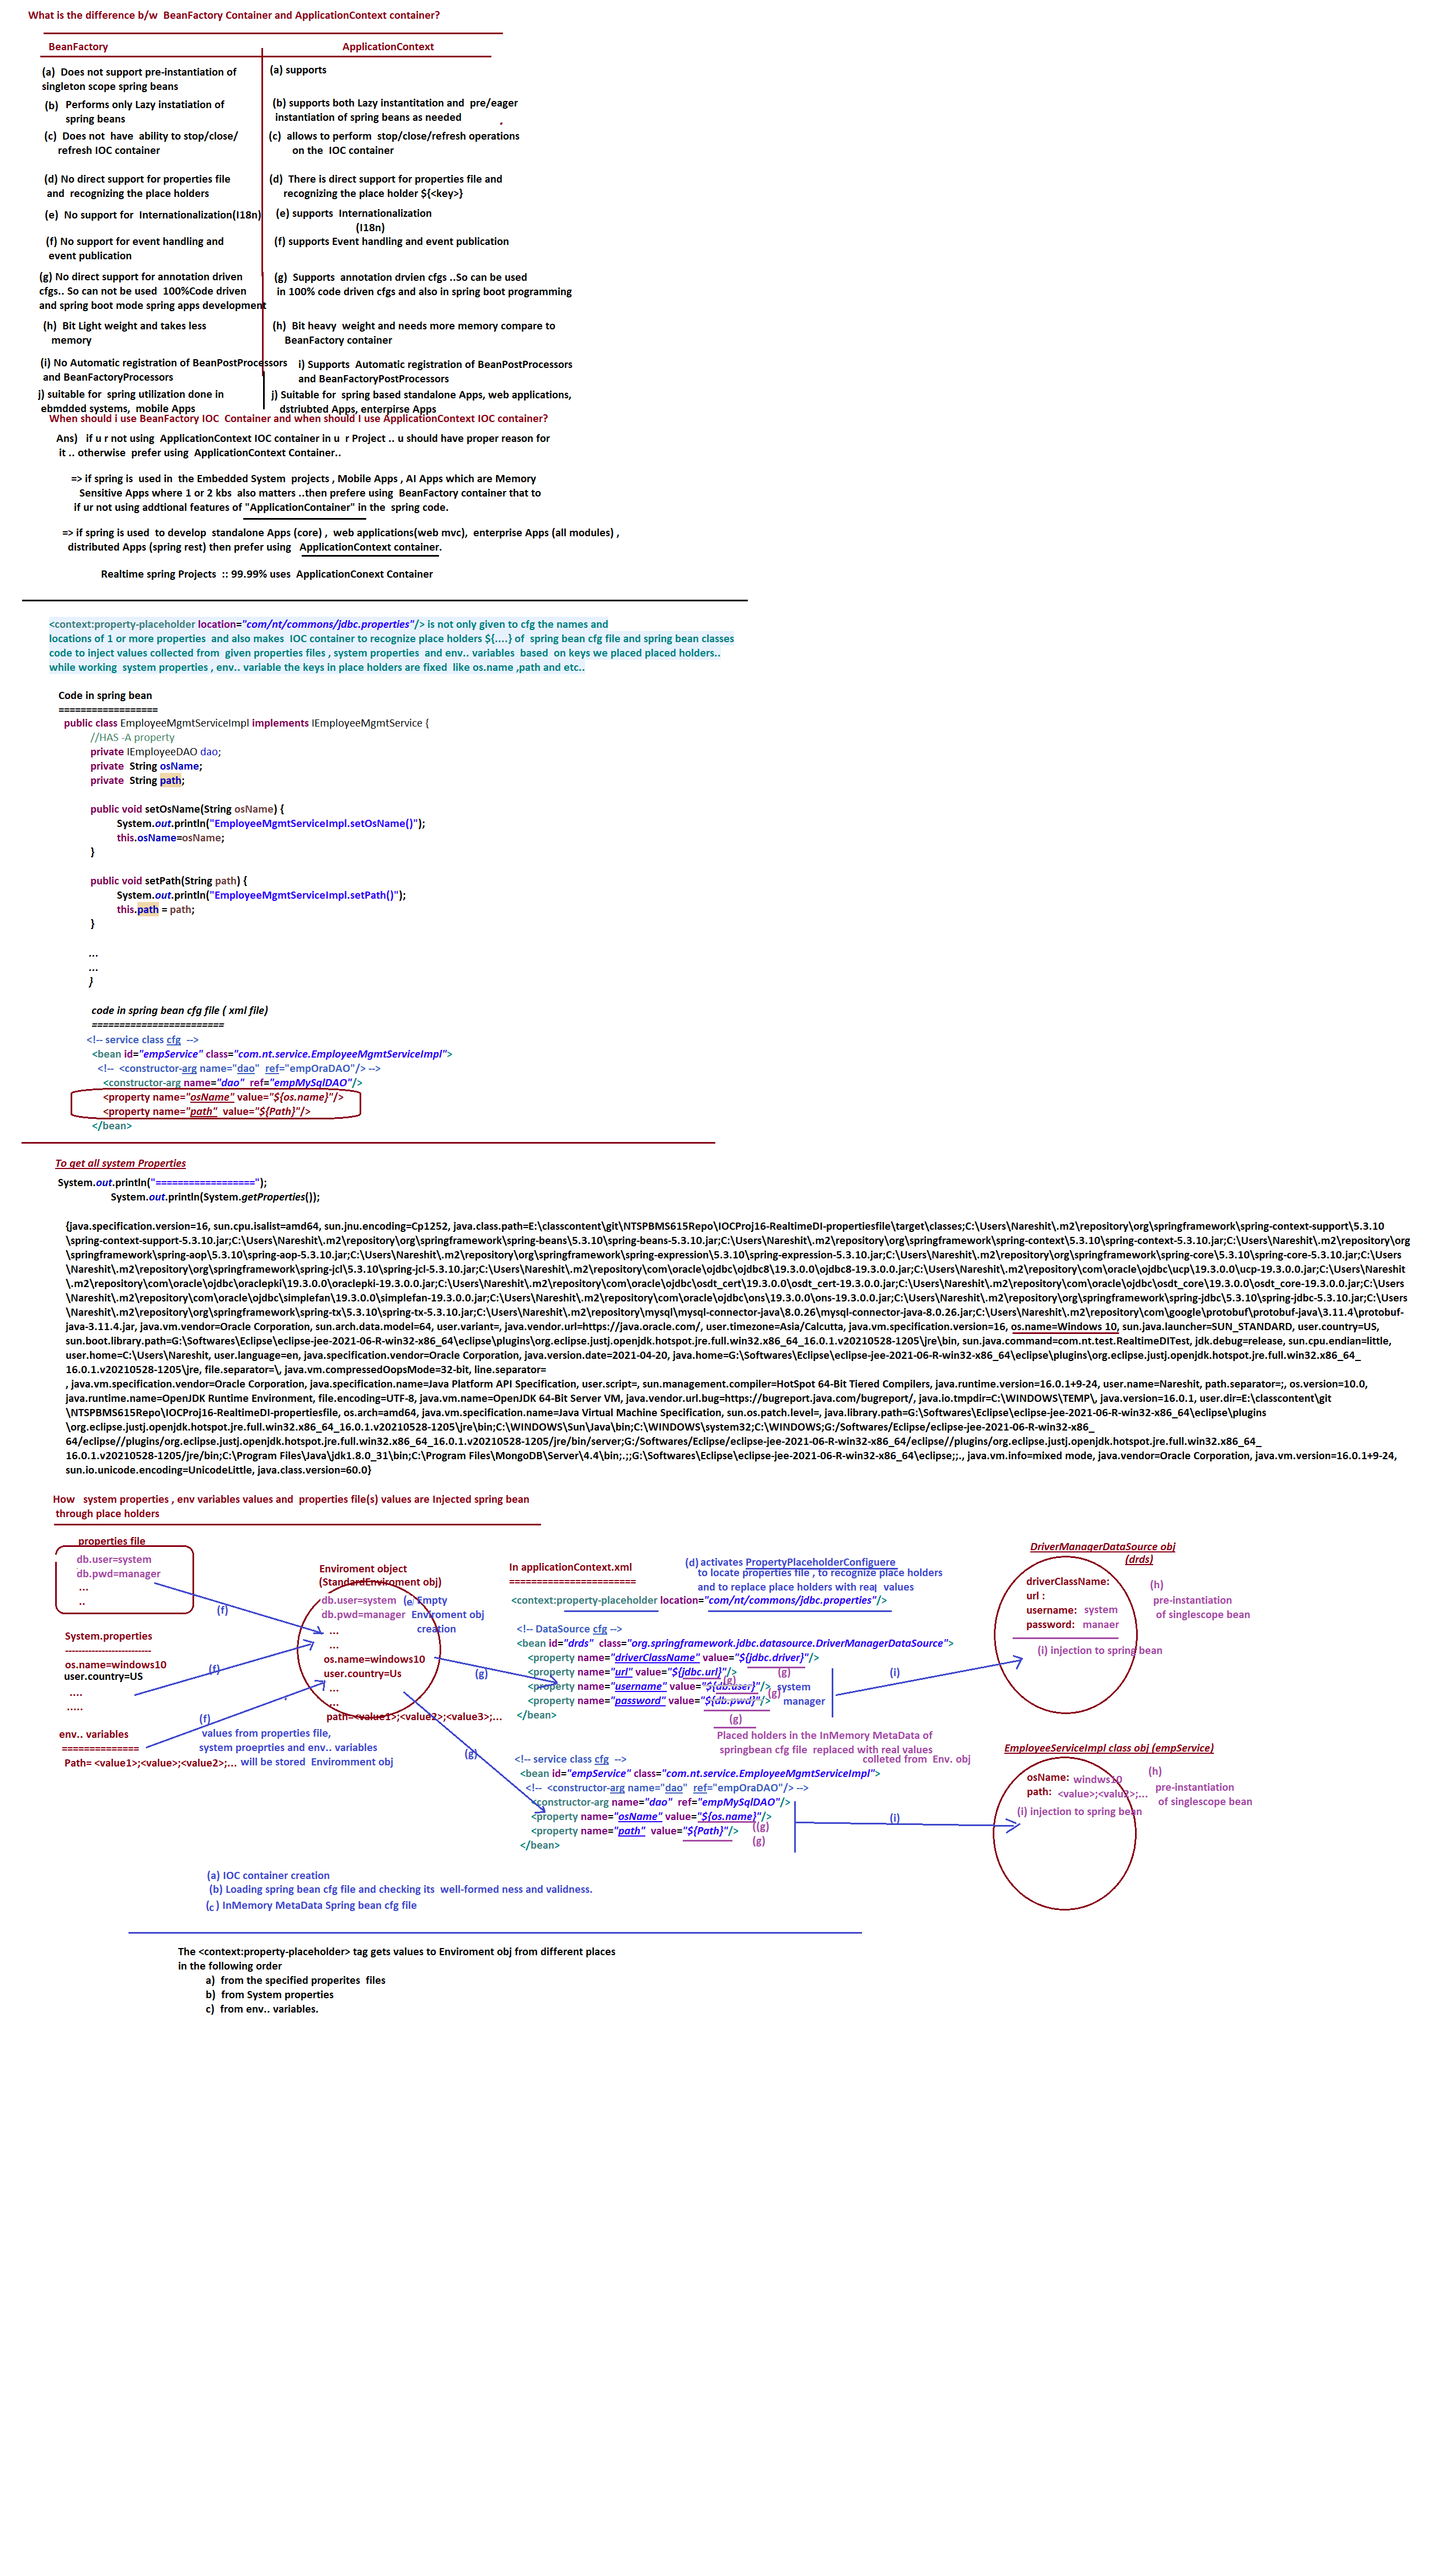 What is the difference b/w  BeanFactory Container and ApplicationContext container?
BeanFactory
ApplicationContext
(a)  Does not support pre-instantiation of
singleton scope spring beans
(a) supports
(b)   Performs only Lazy instatiation of
spring beans
(b) supports both Lazy instantitation and  pre/eager
instantiation of spring beans as needed
(c)  Does not  have  ability to stop/close/
refresh IOC container
(c)  allows to perform  stop/close/refresh operations
on the  IOC container
(d) No direct support for properties file
and  recognizing the place holders
(d)  There is direct support for properties file and
recognizing the place holder ${<key>}
(e)  No support for  Internationalization(I18n)
(e) supports  Internationalization
(I18n)
(f) No support for event handling and
event publication
(f) supports Event handling and event publication
(g) No direct support for annotation driven
cfgs.. So can not be used  100%Code driven
and spring boot mode spring apps development
(g)  Supports  annotation drvien cfgs ..So can be used
in 100% code driven cfgs and also in spring boot programming
(h)  Bit Light weight and takes less
memory
(h)  Bit heavy  weight and needs more memory compare to
BeanFactory container
(i) No Automatic registration of BeanPostProcessors
and BeanFactoryProcessors
i) Supports  Automatic registration of BeanPostProcessors
and BeanFactoryPostProcessors
j) suitable for  spring utilization done in
ebmdded systems,  mobile Apps
j) Suitable for  spring based standalone Apps, web applications,
dstriubted Apps, enterpirse Apps
When should i use BeanFactory IOC  Container and when should I use ApplicationContext IOC container?
Ans)   if u r not using  ApplicationContext IOC container in u  r Project .. u should have proper reason for
it .. otherwise  prefer using  ApplicationContext Container..
=> if spring is  used in  the Embedded System  projects , Mobile Apps , AI Apps which are Memory
Sensitive Apps where 1 or 2 kbs  also matters ..then prefere using  BeanFactory container that to
if ur not using addtional features of "ApplicationContainer" in the  spring code.
=> if spring is used  to develop  standalone Apps (core) ,  web applications(web mvc),  enterprise Apps (all modules) ,
distributed Apps (spring rest) then prefer using   ApplicationContext container.
Realtime spring Projects  :: 99.99% uses  ApplicationConext Container
<context:property-placeholder location="com/nt/commons/jdbc.properties"/> is not only given to cfg the names and
locations of 1 or more properties  and also makes  IOC container to recognize place holders ${....} of  spring bean cfg file and spring bean classes
code to inject values collected from  given properties files , system properties  and env.. variables  based  on keys we placed placed holders..
while working  system properties , env.. variable the keys in place holders are fixed  like os.name ,path and etc..
Code in spring bean
==================
public class EmployeeMgmtServiceImpl implements IEmployeeMgmtService {
//HAS -A property
private IEmployeeDAO dao;
private  String osName;
private  String path;
public void setOsName(String osName) {
System.out.println("EmployeeMgmtServiceImpl.setOsName()");
this.osName=osName;
}
public void setPath(String path) {
System.out.println("EmployeeMgmtServiceImpl.setPath()");
this.path = path;
}
...
...
}
code in spring bean cfg file ( xml file)
========================
<!-- service class cfg  -->
<bean id="empService" class="com.nt.service.EmployeeMgmtServiceImpl">
<!--  <constructor-arg name="dao"  ref="empOraDAO"/> -->
<constructor-arg name="dao"  ref="empMySqlDAO"/>
<property name="osName" value="${os.name}"/>
<property name="path"  value="${Path}"/>
</bean>
To get all system Properties
System.out.println("==================");
System.out.println(System.getProperties());
{java.specification.version=16, sun.cpu.isalist=amd64, sun.jnu.encoding=Cp1252, java.class.path=E:\classcontent\git\NTSPBMS615Repo\IOCProj16-RealtimeDI-propertiesfile\target\classes;C:\Users\Nareshit\.m2\repository\org\springframework\spring-context-support\5.3.10
\spring-context-support-5.3.10.jar;C:\Users\Nareshit\.m2\repository\org\springframework\spring-beans\5.3.10\spring-beans-5.3.10.jar;C:\Users\Nareshit\.m2\repository\org\springframework\spring-context\5.3.10\spring-context-5.3.10.jar;C:\Users\Nareshit\.m2\repository\org
\springframework\spring-aop\5.3.10\spring-aop-5.3.10.jar;C:\Users\Nareshit\.m2\repository\org\springframework\spring-expression\5.3.10\spring-expression-5.3.10.jar;C:\Users\Nareshit\.m2\repository\org\springframework\spring-core\5.3.10\spring-core-5.3.10.jar;C:\Users
\Nareshit\.m2\repository\org\springframework\spring-jcl\5.3.10\spring-jcl-5.3.10.jar;C:\Users\Nareshit\.m2\repository\com\oracle\ojdbc\ojdbc8\19.3.0.0\ojdbc8-19.3.0.0.jar;C:\Users\Nareshit\.m2\repository\com\oracle\ojdbc\ucp\19.3.0.0\ucp-19.3.0.0.jar;C:\Users\Nareshit
\.m2\repository\com\oracle\ojdbc\oraclepki\19.3.0.0\oraclepki-19.3.0.0.jar;C:\Users\Nareshit\.m2\repository\com\oracle\ojdbc\osdt_cert\19.3.0.0\osdt_cert-19.3.0.0.jar;C:\Users\Nareshit\.m2\repository\com\oracle\ojdbc\osdt_core\19.3.0.0\osdt_core-19.3.0.0.jar;C:\Users
\Nareshit\.m2\repository\com\oracle\ojdbc\simplefan\19.3.0.0\simplefan-19.3.0.0.jar;C:\Users\Nareshit\.m2\repository\com\oracle\ojdbc\ons\19.3.0.0\ons-19.3.0.0.jar;C:\Users\Nareshit\.m2\repository\org\springframework\spring-jdbc\5.3.10\spring-jdbc-5.3.10.jar;C:\Users
\Nareshit\.m2\repository\org\springframework\spring-tx\5.3.10\spring-tx-5.3.10.jar;C:\Users\Nareshit\.m2\repository\mysql\mysql-connector-java\8.0.26\mysql-connector-java-8.0.26.jar;C:\Users\Nareshit\.m2\repository\com\google\protobuf\protobuf-java\3.11.4\protobuf-
java-3.11.4.jar, java.vm.vendor=Oracle Corporation, sun.arch.data.model=64, user.variant=, java.vendor.url=https://java.oracle.com/, user.timezone=Asia/Calcutta, java.vm.specification.version=16, os.name=Windows 10, sun.java.launcher=SUN_STANDARD, user.country=US,
sun.boot.library.path=G:\Softwares\Eclipse\eclipse-jee-2021-06-R-win32-x86_64\eclipse\plugins\org.eclipse.justj.openjdk.hotspot.jre.full.win32.x86_64_16.0.1.v20210528-1205\jre\bin, sun.java.command=com.nt.test.RealtimeDITest, jdk.debug=release, sun.cpu.endian=little,
user.home=C:\Users\Nareshit, user.language=en, java.specification.vendor=Oracle Corporation, java.version.date=2021-04-20, java.home=G:\Softwares\Eclipse\eclipse-jee-2021-06-R-win32-x86_64\eclipse\plugins\org.eclipse.justj.openjdk.hotspot.jre.full.win32.x86_64_
16.0.1.v20210528-1205\jre, file.separator=\, java.vm.compressedOopsMode=32-bit, line.separator=
, java.vm.specification.vendor=Oracle Corporation, java.specification.name=Java Platform API Specification, user.script=, sun.management.compiler=HotSpot 64-Bit Tiered Compilers, java.runtime.version=16.0.1+9-24, user.name=Nareshit, path.separator=;, os.version=10.0,
java.runtime.name=OpenJDK Runtime Environment, file.encoding=UTF-8, java.vm.name=OpenJDK 64-Bit Server VM, java.vendor.url.bug=https://bugreport.java.com/bugreport/, java.io.tmpdir=C:\WINDOWS\TEMP\, java.version=16.0.1, user.dir=E:\classcontent\git
\NTSPBMS615Repo\IOCProj16-RealtimeDI-propertiesfile, os.arch=amd64, java.vm.specification.name=Java Virtual Machine Specification, sun.os.patch.level=, java.library.path=G:\Softwares\Eclipse\eclipse-jee-2021-06-R-win32-x86_64\eclipse\plugins
\org.eclipse.justj.openjdk.hotspot.jre.full.win32.x86_64_16.0.1.v20210528-1205\jre\bin;C:\WINDOWS\Sun\Java\bin;C:\WINDOWS\system32;C:\WINDOWS;G:/Softwares/Eclipse/eclipse-jee-2021-06-R-win32-x86_
64/eclipse//plugins/org.eclipse.justj.openjdk.hotspot.jre.full.win32.x86_64_16.0.1.v20210528-1205/jre/bin/server;G:/Softwares/Eclipse/eclipse-jee-2021-06-R-win32-x86_64/eclipse//plugins/org.eclipse.justj.openjdk.hotspot.jre.full.win32.x86_64_
16.0.1.v20210528-1205/jre/bin;C:\Program Files\Java\jdk1.8.0_31\bin;C:\Program Files\MongoDB\Server\4.4\bin;.;;G:\Softwares\Eclipse\eclipse-jee-2021-06-R-win32-x86_64\eclipse;;., java.vm.info=mixed mode, java.vendor=Oracle Corporation, java.vm.version=16.0.1+9-24,
sun.io.unicode.encoding=UnicodeLittle, java.class.version=60.0}
How   system properties , env variables values and  properties file(s) values are Injected spring bean
through place holders
properties file
db.user=system
db.pwd=manager
...
..
(f)
System.properties
--------------------------
os.name=windows10
user.country=US
....
.....
(f)
env.. variables
==============
Path= <value1>;<value>;<value2>;...
(f)
values from properties file,
system proeprties and env.. variables
will be stored  Enviromment obj
Enviroment object
(StandardEnviroment obj)
db.user=system
db.pwd=manager
(e) Empty
Enviroment obj
creation
...
...
os.name=windows10
user.country=Us
...
...
path=<value1>;<value2>;<value3>;...
(g)
(g)
In applicationContext.xml
=======================
(d) activates PropertyPlaceholderConfiguere
to locate properties file , to recognize place holders
and to replace place holders with real  values
<context:property-placeholder location="com/nt/commons/jdbc.properties"/>
<!-- DataSource cfg -->
<bean id="drds"  class="org.springframework.jdbc.datasource.DriverManagerDataSource">
<property name="driverClassName" value="${jdbc.driver}"/>
<property name="url" value="${jdbc.url}"/>
(g)
(g)
<property name="username" value="${db.user}"/>  system
<property name="password" value="${db.pwd}"/>  (g) manager
</bean>
(g)
Placed holders in the InMemory MetaData of
springbean cfg file  replaced with real values
colleted from  Env. obj
<!-- service class cfg  -->
<bean id="empService" class="com.nt.service.EmployeeMgmtServiceImpl">
<!--  <constructor-arg name="dao"  ref="empOraDAO"/> -->
<constructor-arg name="dao"  ref="empMySqlDAO"/>
<property name="osName" value="${os.name}"/>
<property name="path"  value="${Path}"/>
((g)
(g)
</bean>
(i)
(i)
DriverManagerDataSource obj
(drds)
driverClassName:
url :
username:  system
password:  manaer
(h)
pre-instantiation
of singlescope bean
(i) injection to spring bean
EmployeeServiceImpl class obj (empService)
osName:  windws10
path:  <value>;<valu2>;...
(h)
pre-instantiation
of singlescope bean
(i) injection to spring bean
(a) IOC container creation
(b) Loading spring bean cfg file and checking its  well-formed ness and validness.
(c ) InMemory MetaData Spring bean cfg file
The <context:property-placeholder> tag gets values to Enviroment obj from different places
in the following order
a)  from the specified properites  files
b)  from System properties
c)  from env.. variables.